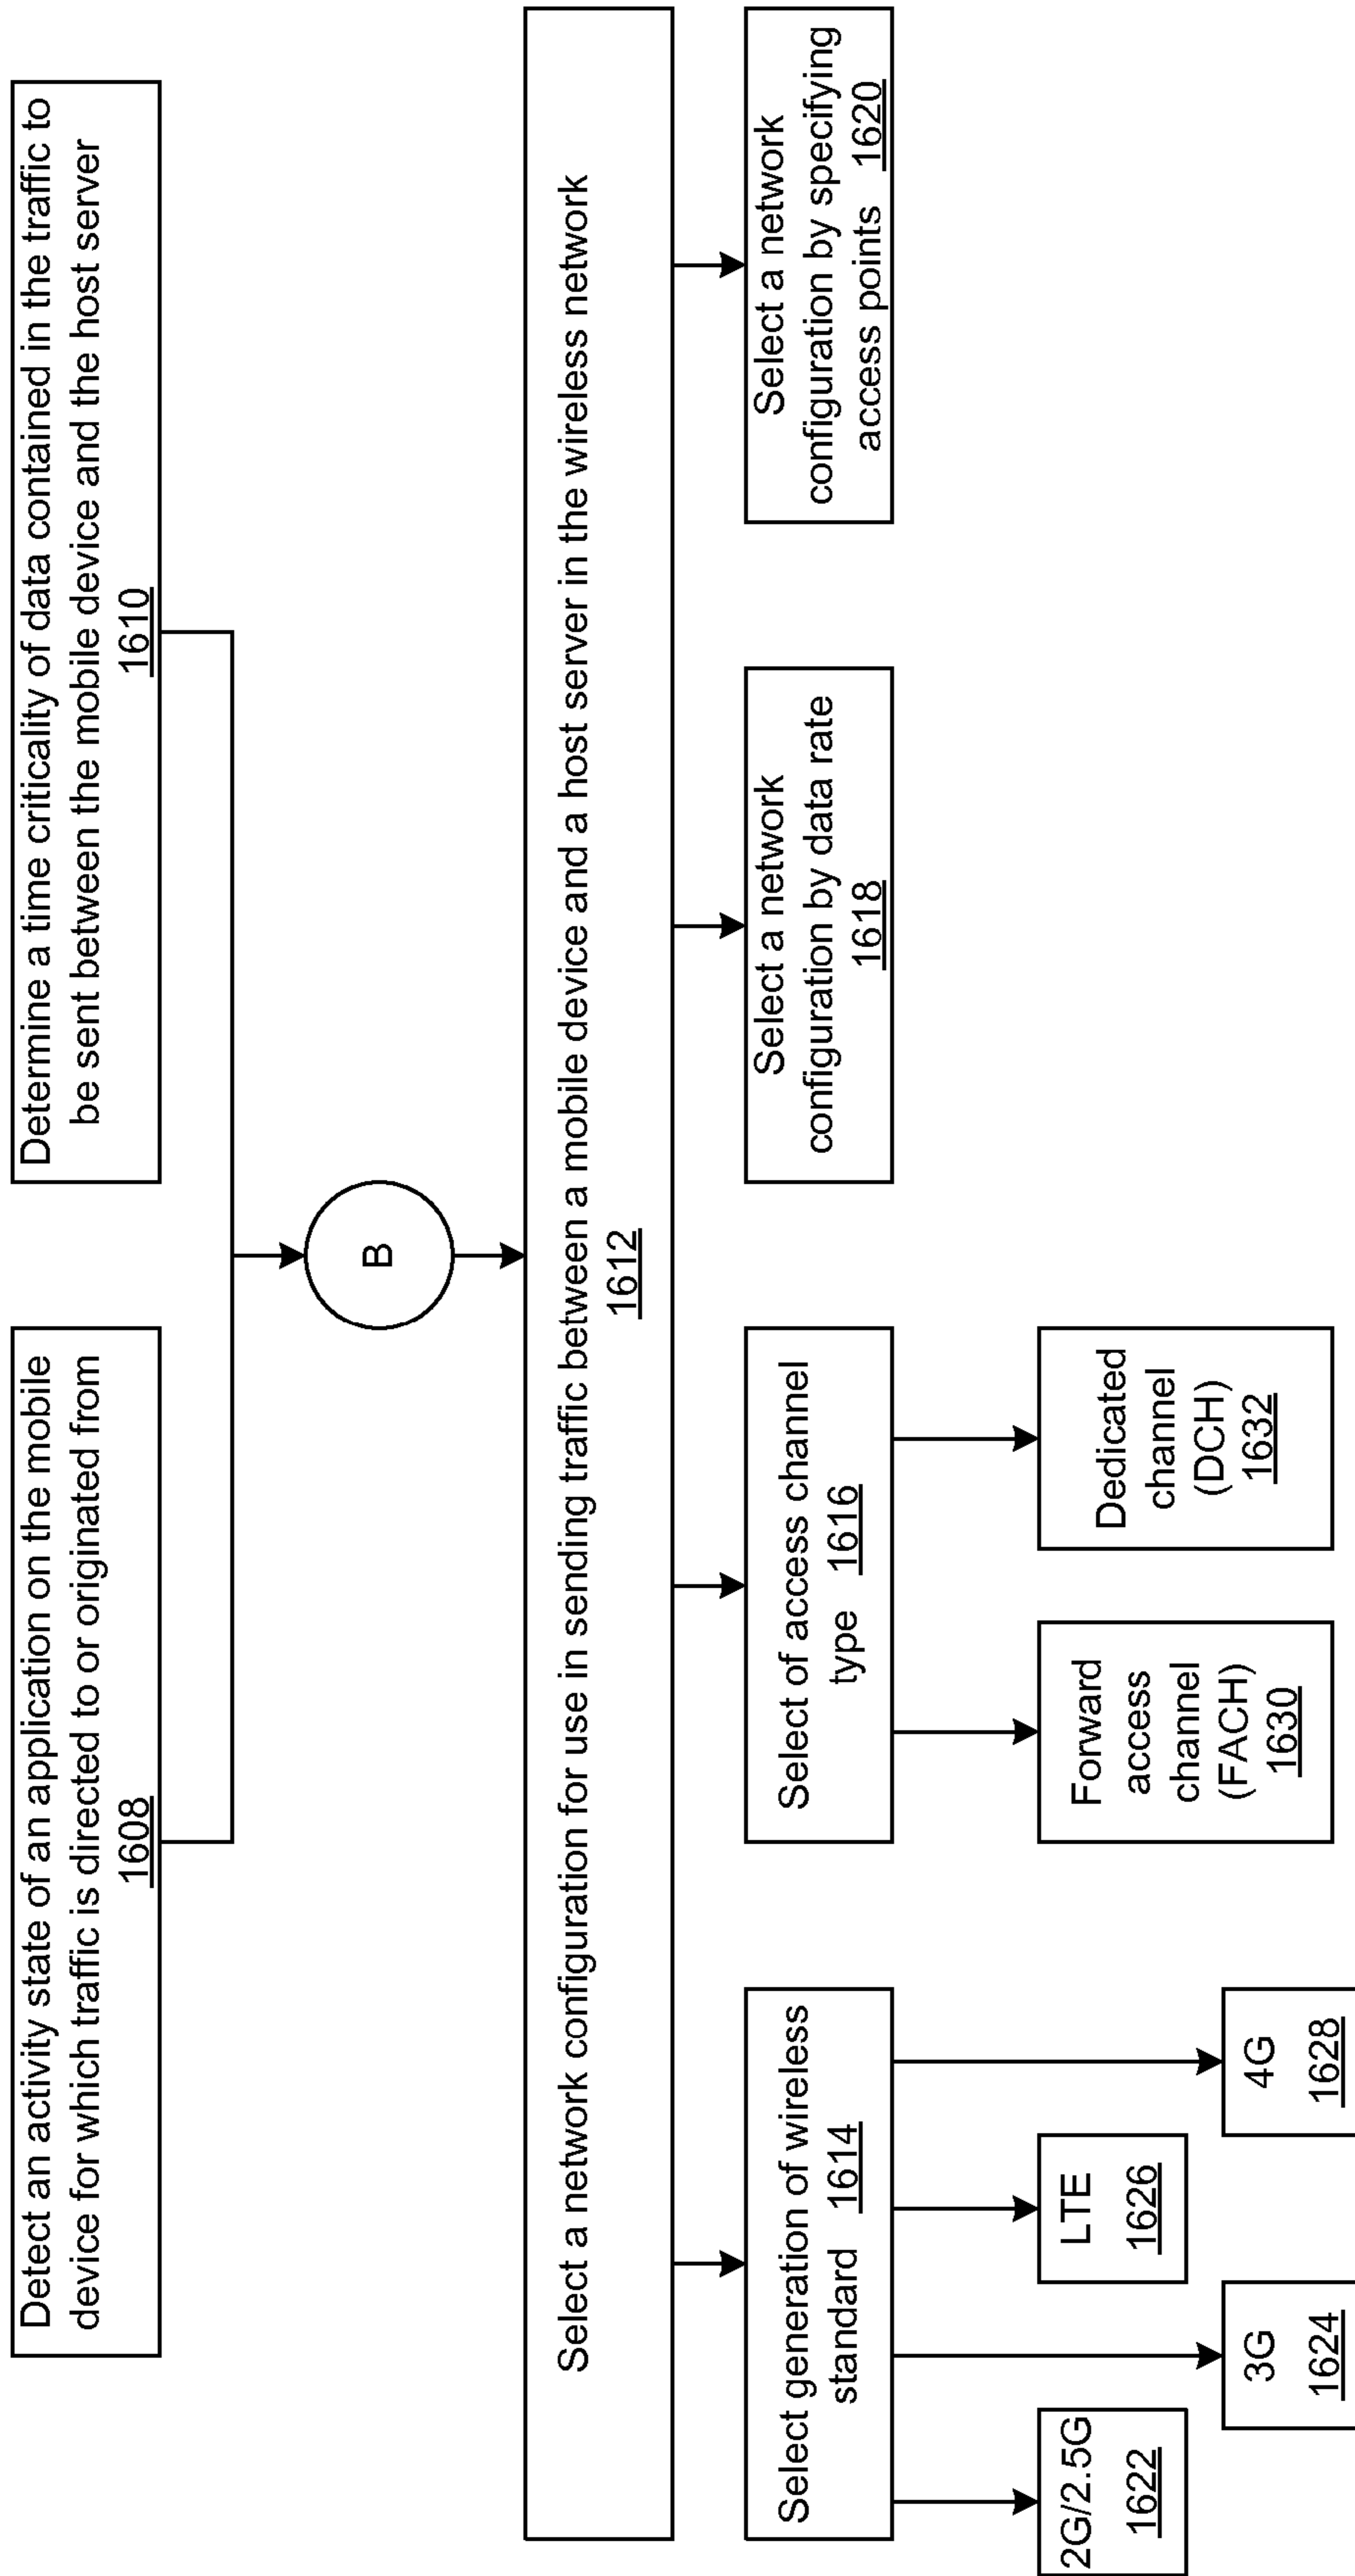 Detect an activity state of an application on the mobile
device for which traffic is directed to or originated from
1608
Determine a time criticality of data contained in the traffic to
be sent between the mobile device and the host server
1610
B
Select a network configuration for use in sending traffic between a mobile device and a host server in the wireless network
1612
Select generation of wireless
standard 1614
Select of access channel
type 1616
Select a network
configuration by data rate
1618
Select a network
configuration by specifying
access points 1620
2G/2.5G
1622
3G
1624
LTE
1626
4G
1628
Forward
access
channel
(FACH)
1630
Dedicated
channel
(DCH)
1632